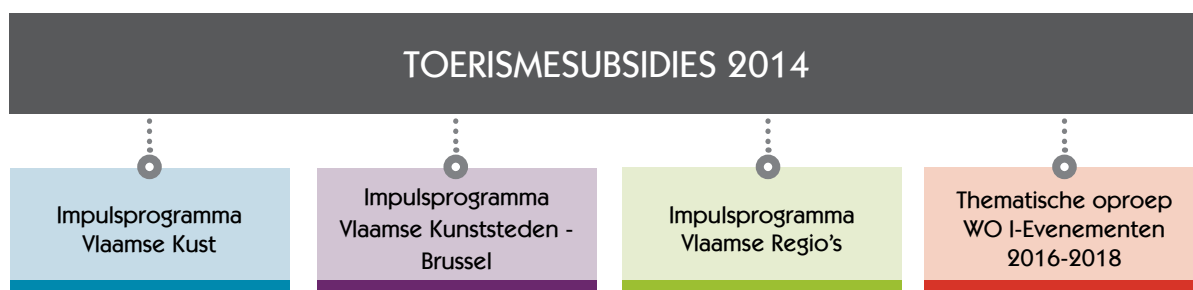 TOERISMESUBSIDIES 2014
Impulsprogramma
Vlaamse Kust
Impulsprogramma
Vlaamse Kunststeden -
Brussel
Impulsprogramma
Vlaamse Regio's
Thematische oproep
WO I-Evenementen
2016-2018